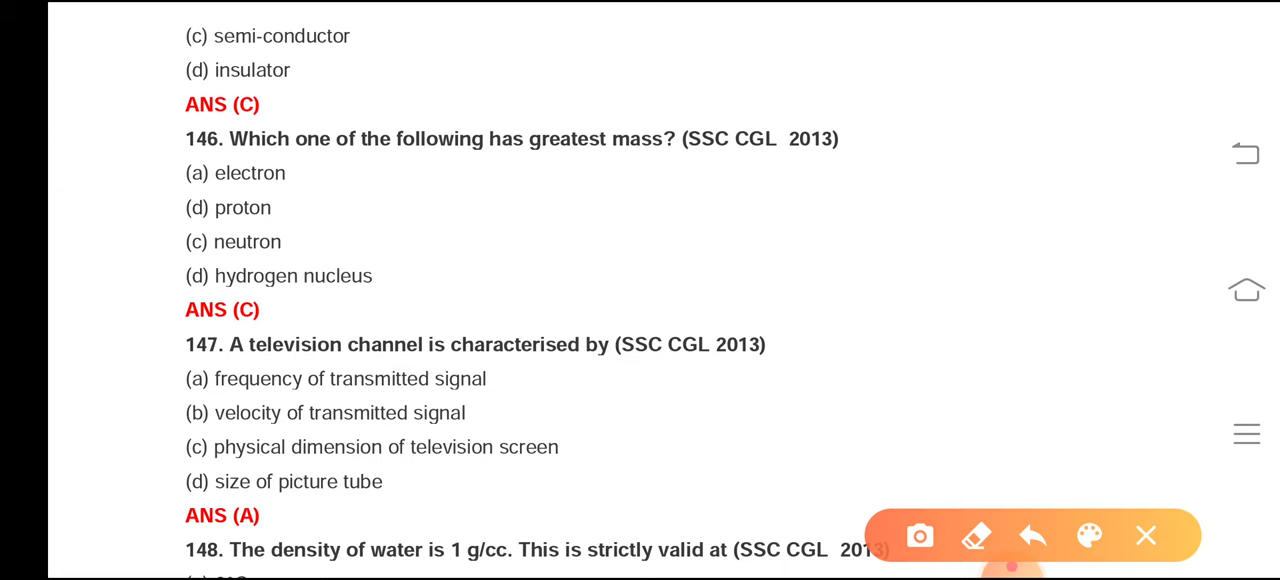 (c) semi-conductor
(d) insulator
ANS (C)
146. Which one of the following has greatest mass? (SSC CGL  2013)
(a) electron
(d) proton
(c) neutron
(d) hydrogen nucleus
ANS (C)
147. A television channel is characterised by (SSC CGL 2013)
(a) frequency of transmitted signal
(b) velocity of transmitted signal
(c) physical dimension of television screen
(d) size of picture tube
ANS (A)
148. The density of water is 1 g/cc. This is strictly valid at (SSC CGL  2013)